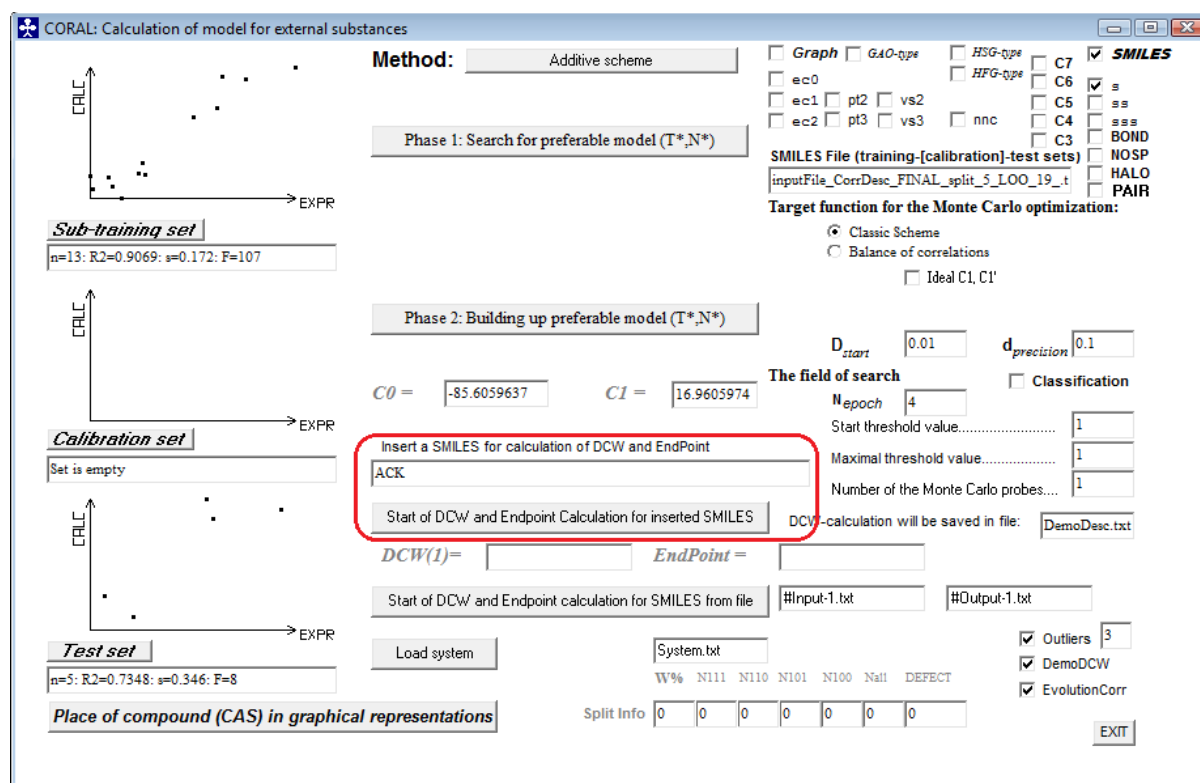 CORAL: Calculation of model for external substances
CALC
EXPR
Sub-training set
n=13: R2=0.9069: s=0.172: F=107
CALC
EXPR
Calibration set
Set is empty
CALC
EXPR
Test set
n=5: R2=0.7348: s=0.346: F=8
Place of compound (CAS) in graphical representations
Method: Additive scheme
Phase 1: Search for preferable model (T*,N*)
Phase 2: Building up preferable model (T*,N*)
C0 = -85.6059637 C1 = 16.9605974
Insert a SMILES for calculation of DCW and EndPoint
ACK
Start of DCW and Endpoint Calculation for inserted SMILES
DCW(1)= EndPoint =
Start of DCW and Endpoint calculation for SMILES from file #Input-1.txt #Output-1.txt
Load system System.txt
W% N111 N110 N101 N100 Nall DEFECT
Split Info 0 0 0 0 0 0 0
Graph GAO-type HSG-type C7 SMILES
ec0 HFG-type C6 s
ec1 pt2 vs2 C5 ss
ec2 pt3 vs3 nnc C4 sss
C3 BOND
SMILES File (training-[calibration]-test sets) NOSP
inputFile_CorrDesc_FINAL_split_5_LOO_19_.t HALO
PAIR
Target function for the Monte Carlo optimization:
Classic Scheme
Balance of correlations
Ideal C1, C1'
Dstart 0.01 dprecision 0.1
The field of search Classification
Nepoch 4
Start threshold value.......................... 1
Maximal threshold value.................... 1
Number of the Monte Carlo probes.... 1
DCW-calculation will be saved in file: DemoDesc.txt
Outliers 3
DemoDCW
EvolutionCorr
EXIT